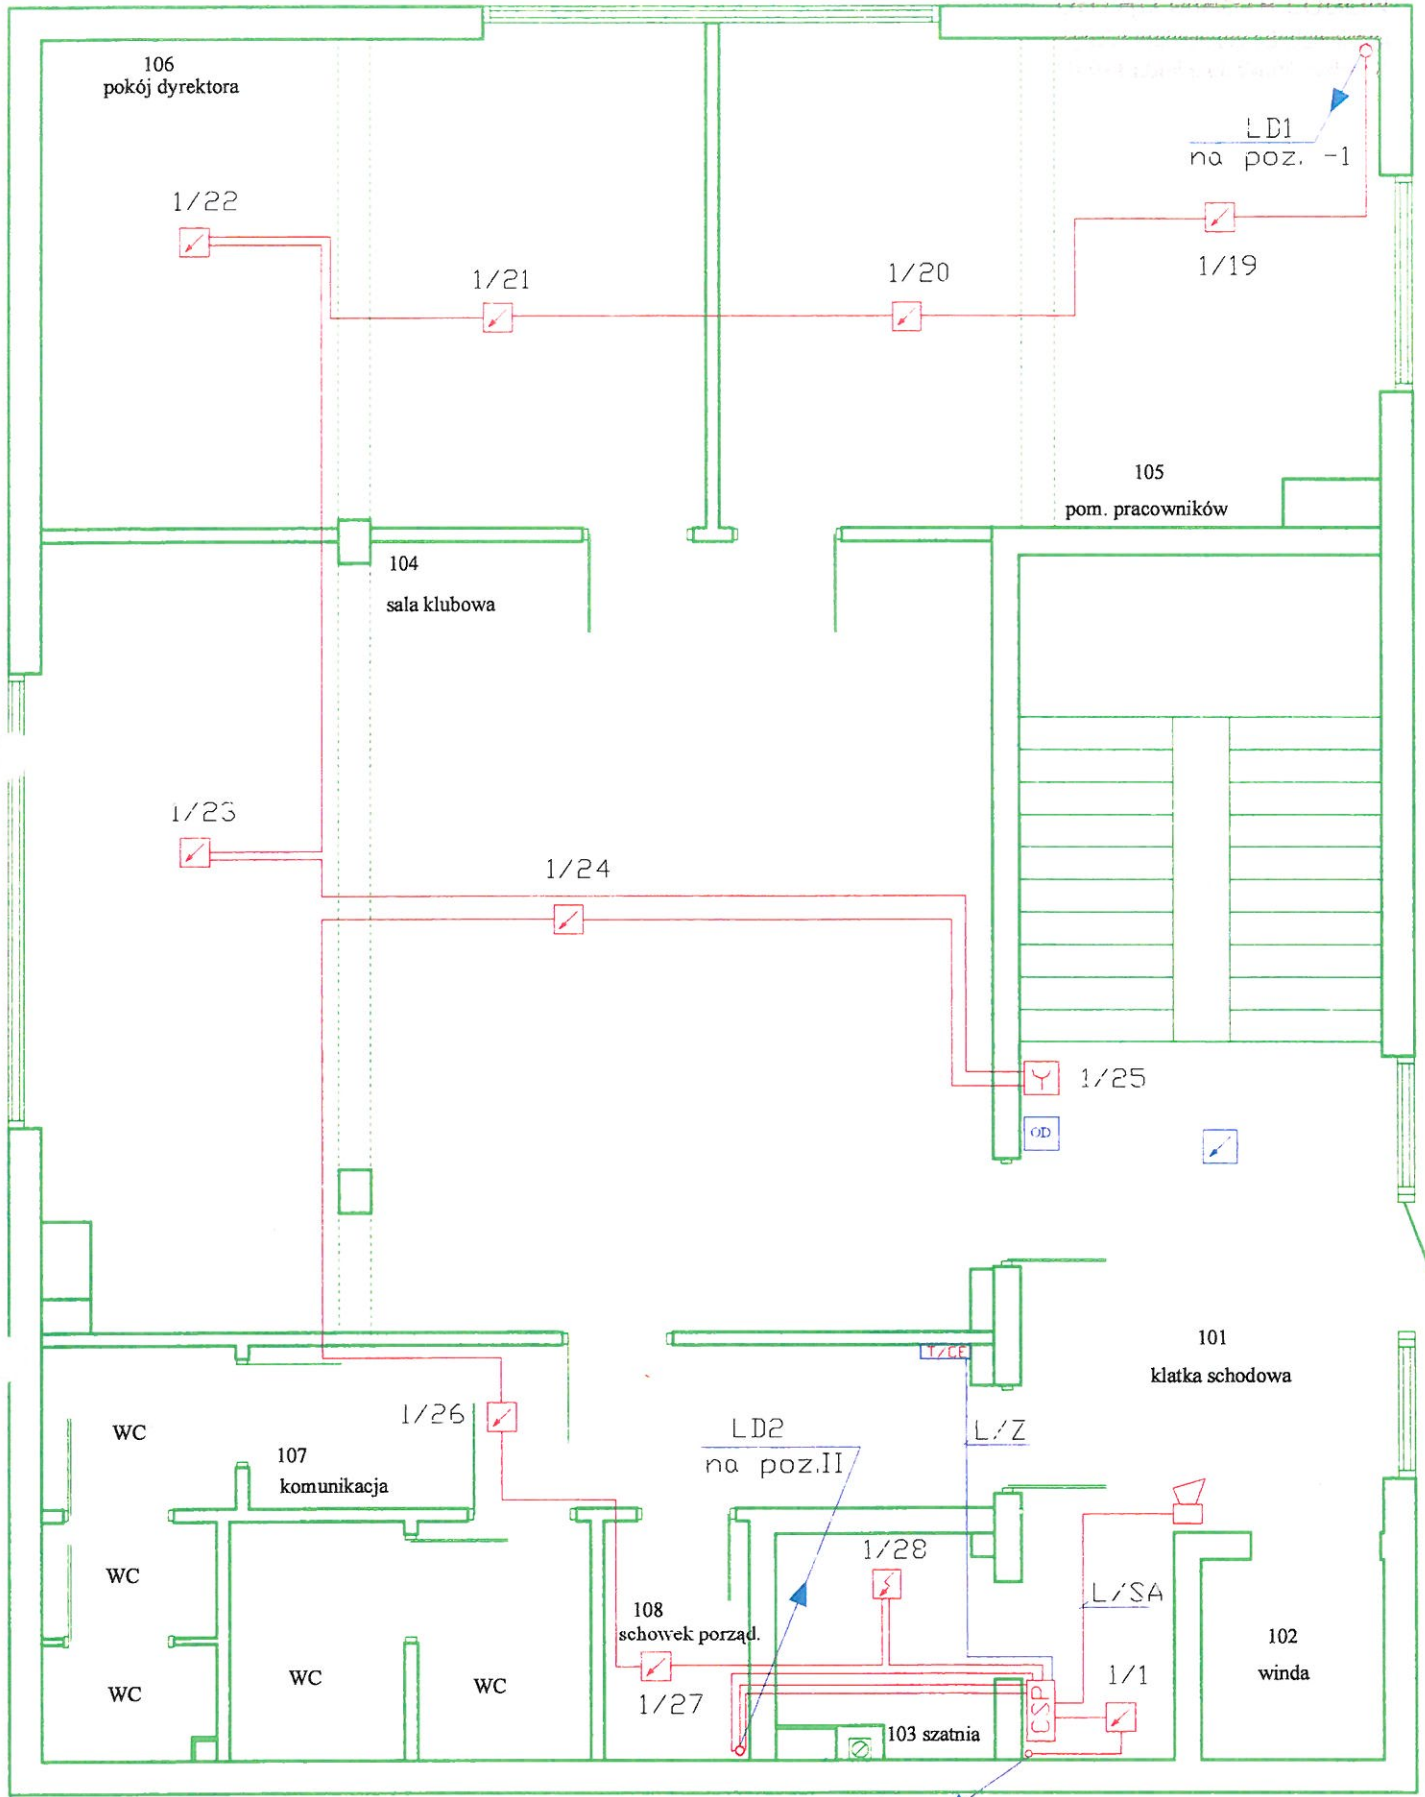 106
pokój dyrektora
LD1
na poz. -1
1/22
1/21
1/20
1/19
105
pom. pracowników
104
sala klubowa
1/23
1/24
1/25
OD
101
klatka schodowa
T/CE
1/26
LD2
na poz.II
L/Z
WC
107
komunikacja
1/28
WC
L/SA
108
schowek porząd.
102
winda
WC
WC
WC
1/27
CSP
1/1
103 szatnia